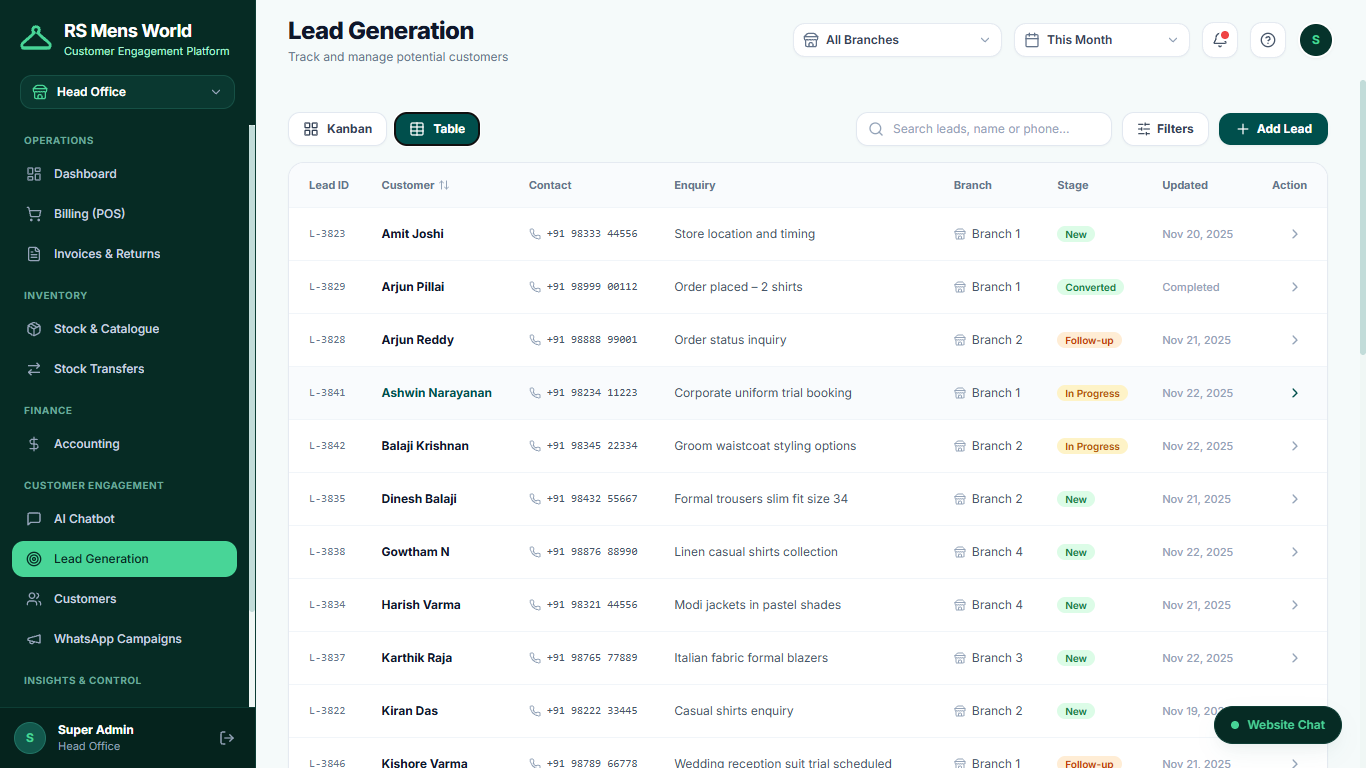 RS Mens World
Customer Engagement Platform
Head Office
OPERATIONS
Dashboard
Billing (POS)
Invoices & Returns
INVENTORY
Stock & Catalogue
Stock Transfers
FINANCE
Accounting
CUSTOMER ENGAGEMENT
AI Chatbot
Lead Generation
Customers
WhatsApp Campaigns
INSIGHTS & CONTROL
S
Super Admin
Head Office
Lead Generation
Track and manage potential customers
All Branches
This Month
S
Kanban
Table
Search leads, name or phone...
Filters
Add Lead
Lead ID Customer Contact Enquiry Branch Stage Updated Action
L-3823 Amit Joshi +91 98333 44556 Store location and timing Branch 1 New Nov 20, 2025
L-3829 Arjun Pillai +91 98999 00112 Order placed – 2 shirts Branch 1 Converted Completed
L-3828 Arjun Reddy +91 98888 99001 Order status inquiry Branch 2 Follow-up Nov 21, 2025
L-3841 Ashwin Narayanan +91 98234 11223 Corporate uniform trial booking Branch 1 In Progress Nov 22, 2025
L-3842 Balaji Krishnan +91 98345 22334 Groom waistcoat styling options Branch 2 In Progress Nov 22, 2025
L-3835 Dinesh Balaji +91 98432 55667 Formal trousers slim fit size 34 Branch 2 New Nov 21, 2025
L-3838 Gowtham N +91 98876 88990 Linen casual shirts collection Branch 4 New Nov 22, 2025
L-3834 Harish Varma +91 98321 44556 Modi jackets in pastel shades Branch 4 New Nov 21, 2025
L-3837 Karthik Raja +91 98765 77889 Italian fabric formal blazers Branch 3 New Nov 22, 2025
L-3822 Kiran Das +91 98222 33445 Casual shirts enquiry Branch 2 New Nov 19,
Website Chat
L-3846 Kishore Varma +91 98789 66778 Wedding reception suit trial scheduled Branch 1 Follow-up Nov 21, 2025